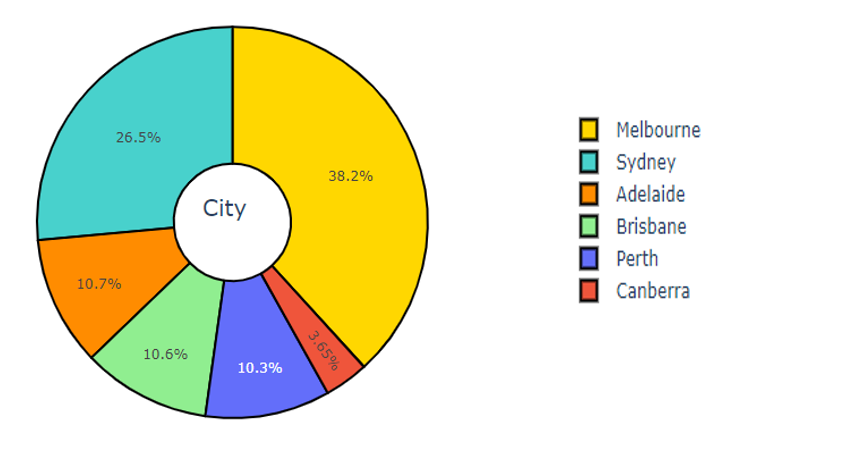 26.5%
38.2%
City
10.7%
10.6%
10.3%
3.65%
Melbourne
Sydney
Adelaide
Brisbane
Perth
Canberra